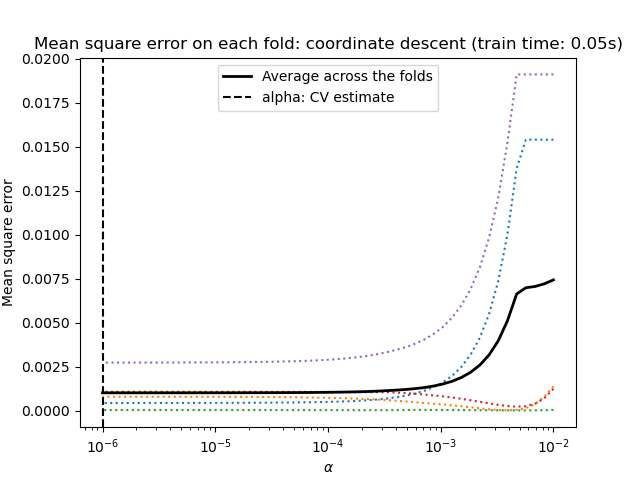 Mean square error on each fold: coordinate descent (train time: 0.05s)
Average across the folds
alpha: CV estimate
Mean square error
0.0200
0.0175
0.0150
0.0125
0.0100
0.0075
0.0050
0.0025
0.0000
10⁻⁶ 10⁻⁵ 10⁻⁴ 10⁻³ 10⁻²
α